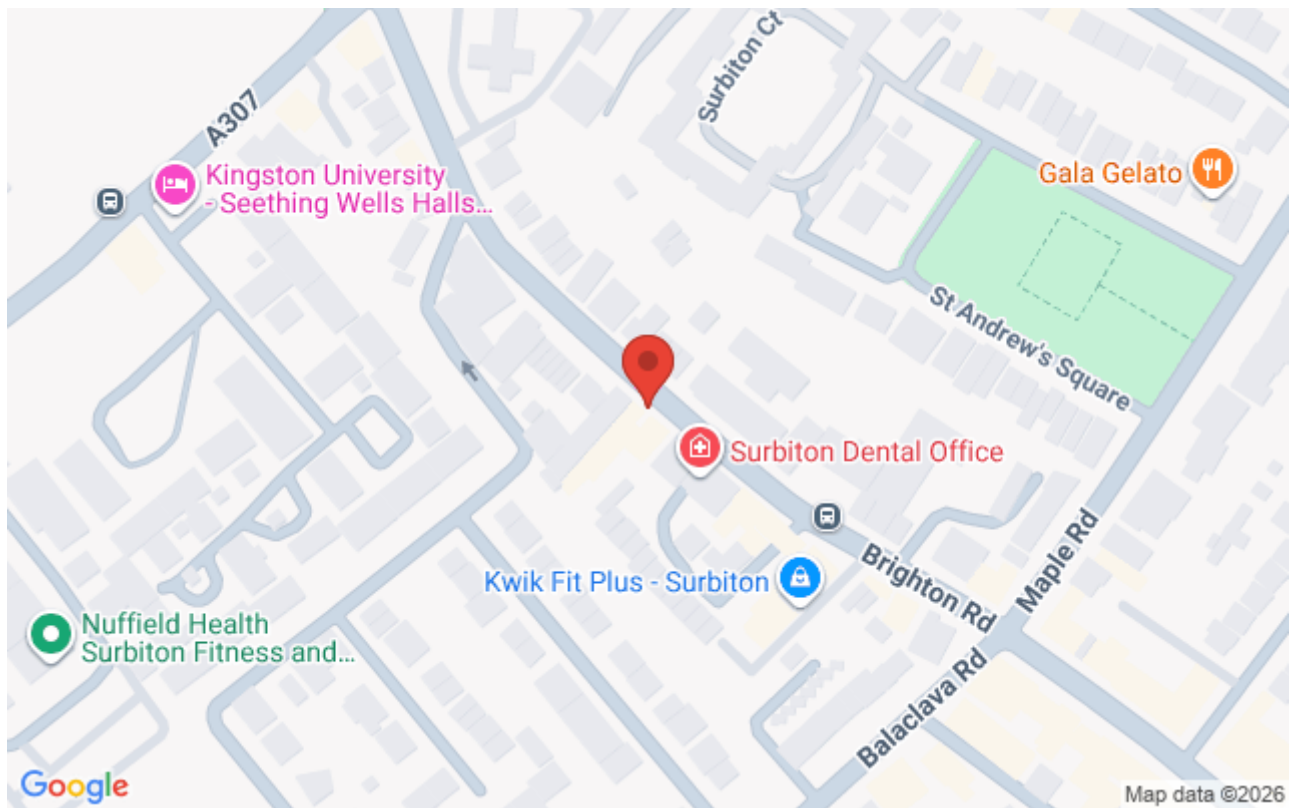 Surbiton Ct
A307
Gala Gelato
Kingston University
- Seething Wells Halls...
St Andrew's Square
Surbiton Dental Office
Maple Rd
Brighton Rd
Kwik Fit Plus - Surbiton
Nuffield Health
Surbiton Fitness and...
Balaclava Rd
Google
Map data ©2026